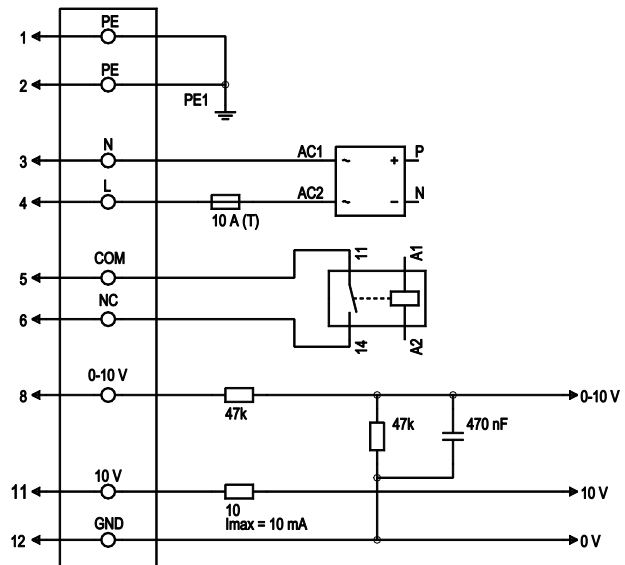 PE
1
PE
2
PE1
N
AC1
~
+
P
3
L
AC2
~
–
N
4
10 A (T)
COM
11
A1
5
NC
6
14
A2
0-10 V
8
0-10 V
47k
47k
470 nF
10 V
11
10 V
10
Imax = 10 mA
GND
12
0 V